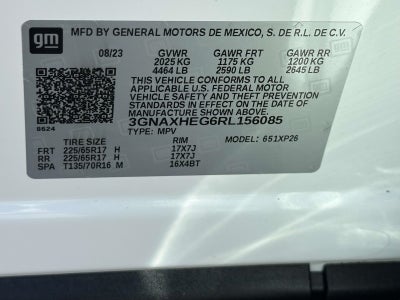 gm
MFD BY GENERAL MOTORS DE MEXICO, S. DE R.L. DE C.V.
08/23 GVWR GAWR FRT GAWR RR
2025 KG 1175 KG 1200 KG
4464 LB 2590 LB 2645 LB
THIS VEHICLE CONFORMS TO ALL
APPLICABLE U.S. FEDERAL MOTOR
VEHICLE SAFETY AND THEFT PREVENTION
STANDARDS IN EFFECT ON THE DATE OF
MANUFACTURE SHOWN ABOVE.
3GNAXHEG6RL156085
6624 TYPE: MPV
TIRE SIZE RIM MODEL: 651XP26
FRT 225/65R17 H 17X7J
RR 225/65R17 H 17X7J
SPA T135/70R16 M 16X4BT